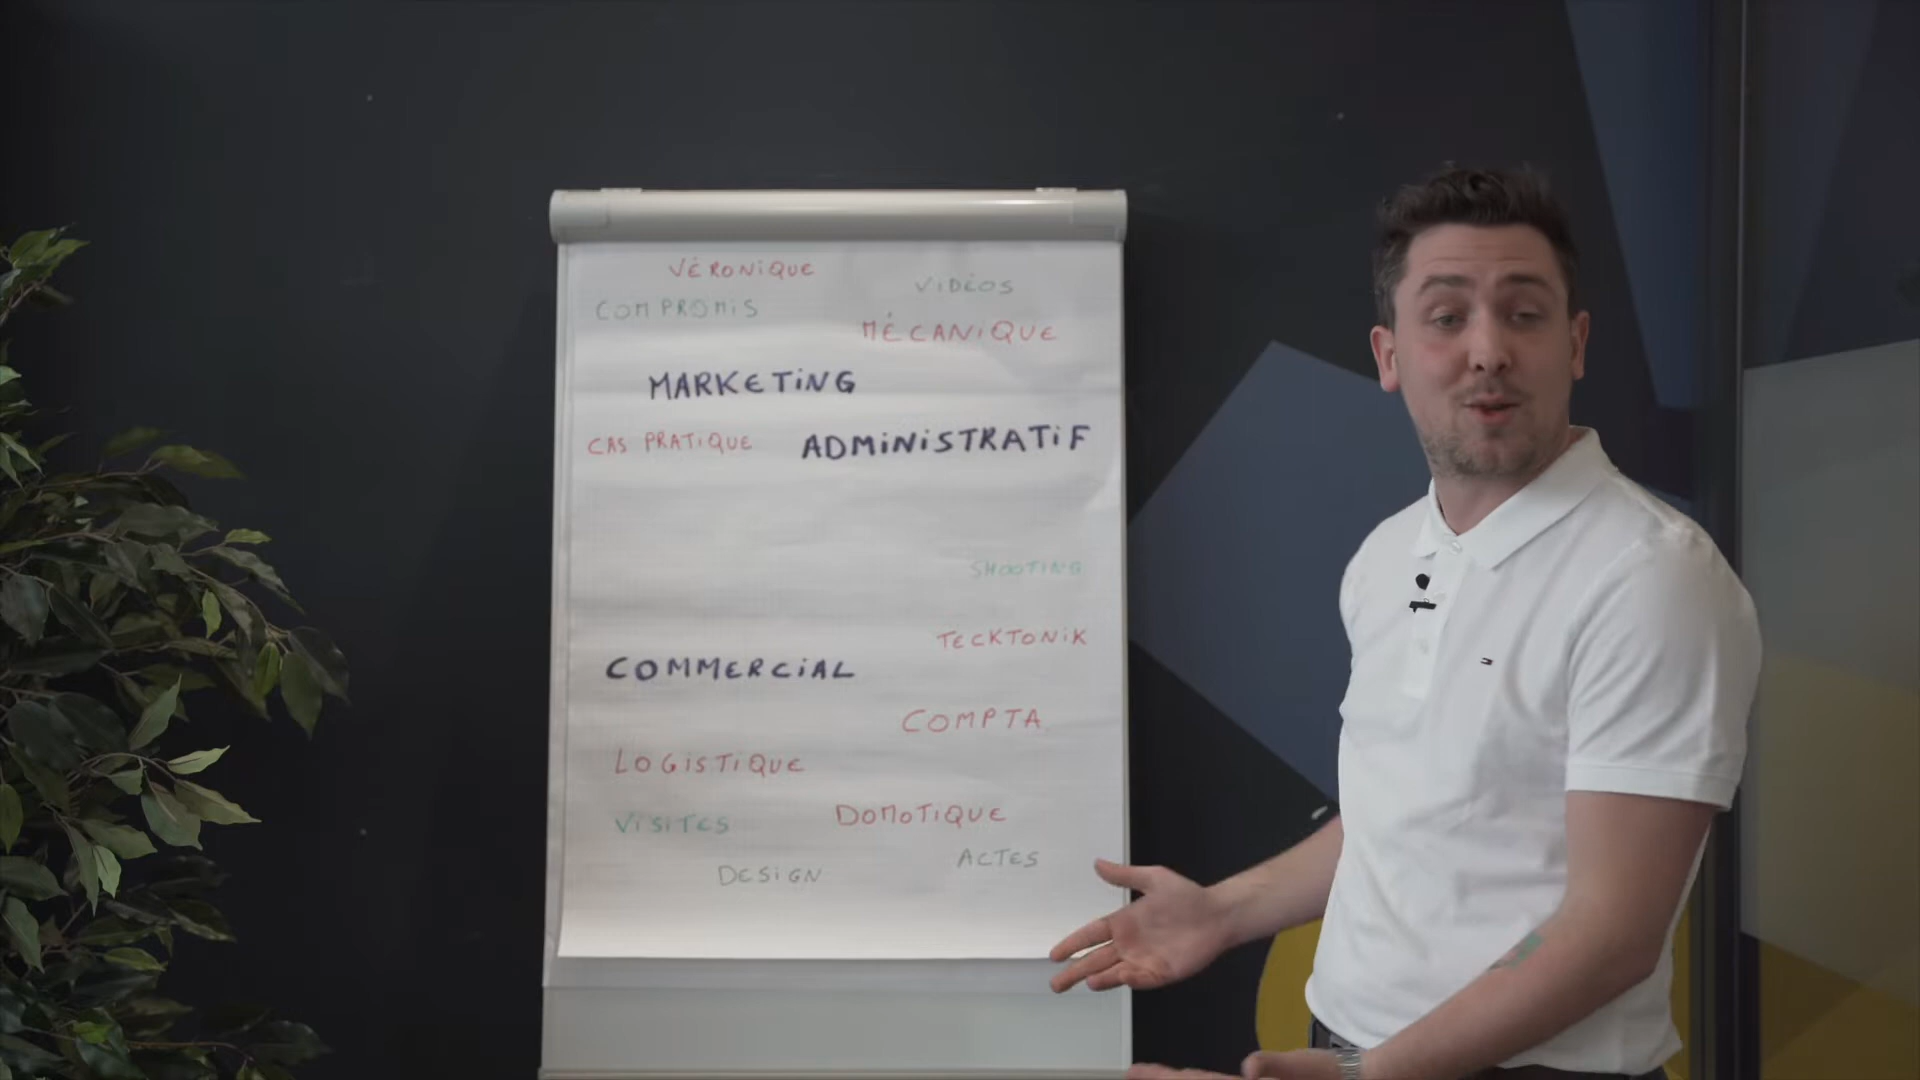 VÉRONIQUE
VIDÉOS
COMPROMIS
MÉCANIQUE
MARKETING
CAS PRATIQUE
ADMINISTRATIF
SHOOTING
TECKTONIK
COMMERCIAL
COMPTA
LOGISTIQUE
VISITES
DOMOTIQUE
ACTES
DESIGN